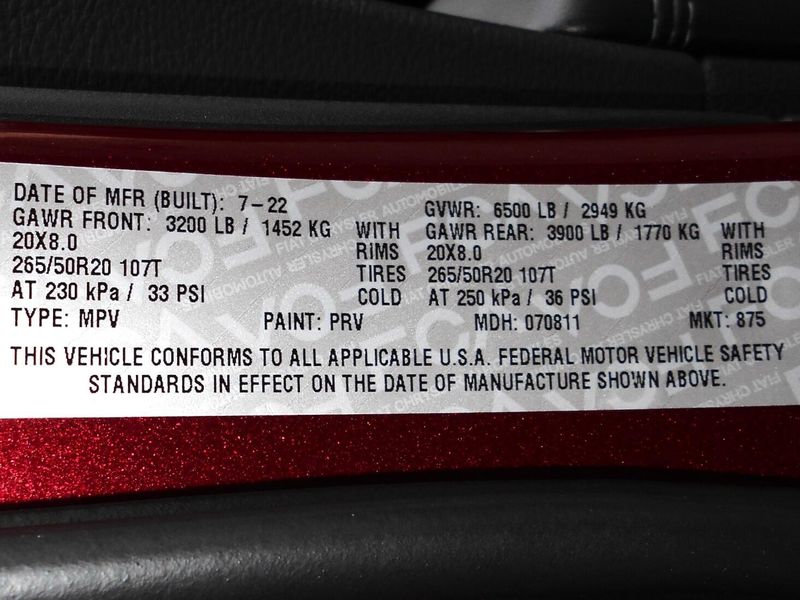 DATE OF MFR (BUILT): 7-22 GVWR: 6500 LB / 2949 KG
GAWR FRONT: 3200 LB / 1452 KG WITH GAWR REAR: 3900 LB / 1770 KG WITH
20X8.0 RIMS 20X8.0 RIMS
265/50R20 107T TIRES 265/50R20 107T TIRES
AT 230 kPa / 33 PSI COLD AT 250 kPa / 36 PSI COLD
TYPE: MPV PAINT: PRV MDH: 070811 MKT: 875
THIS VEHICLE CONFORMS TO ALL APPLICABLE U.S.A. FEDERAL MOTOR VEHICLE SAFETY
STANDARDS IN EFFECT ON THE DATE OF MANUFACTURE SHOWN ABOVE.